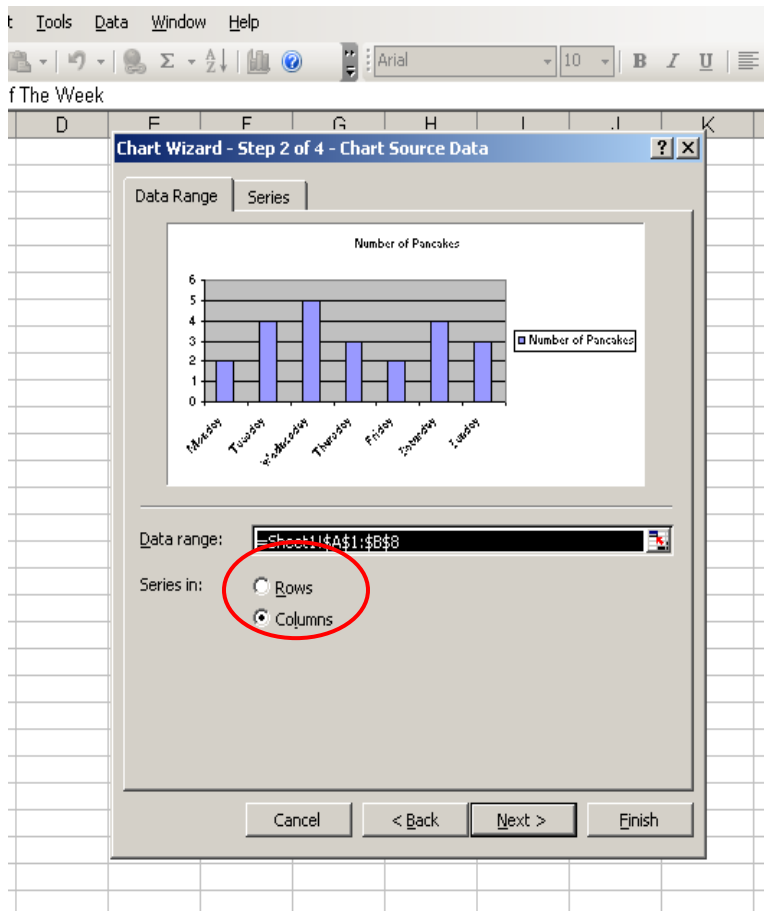 t Tools Data Window Help
Arial 10 B I U
f The Week
D E F G H I J K
Chart Wizard - Step 2 of 4 - Chart Source Data
Data Range Series
Number of Pancakes
6
5
4
3
2
1
0
Number of Pancakes
Monday Tuesday Wednesday Thursday Friday Saturday Sunday
Data range: =Sheet1!$A$1:$B$8
Series in: Rows
Columns
Cancel < Back Next > Finish